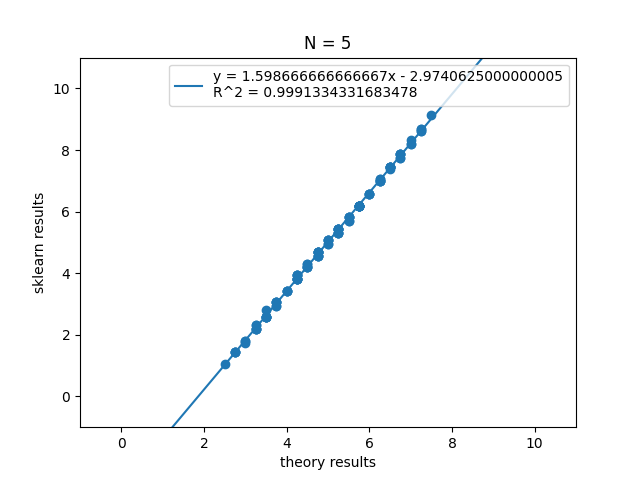 N = 5
y = 1.598666666666667x - 2.9740625000000005
R^2 = 0.9991334331683478
10
8
6
4
2
0
sklearn results
0 2 4 6 8 10
theory results